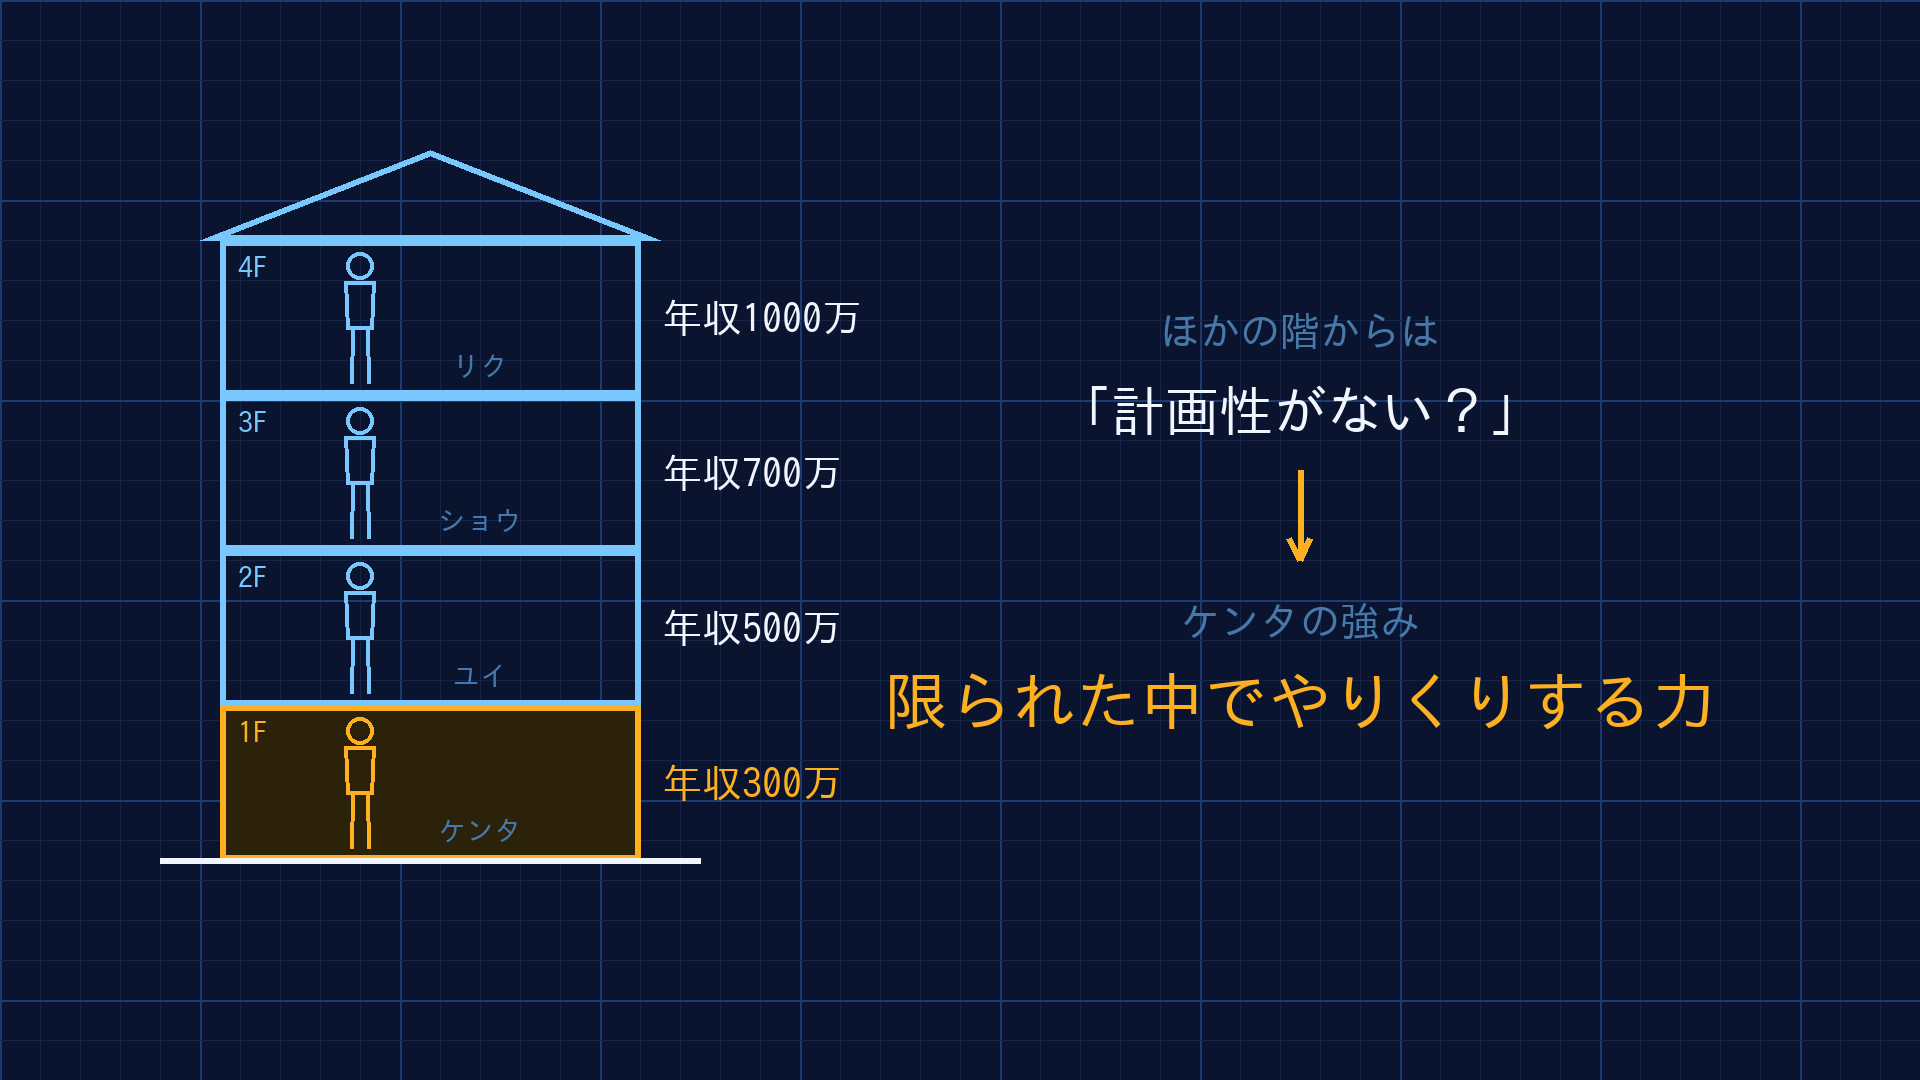 4F
リク
年収1000万
3F
ショウ
年収700万
2F
ユイ
年収500万
1F
ケンタ
年収300万
ほかの階からは
「計画性がない？」
ケンタの強み
限られた中でやりくりする力